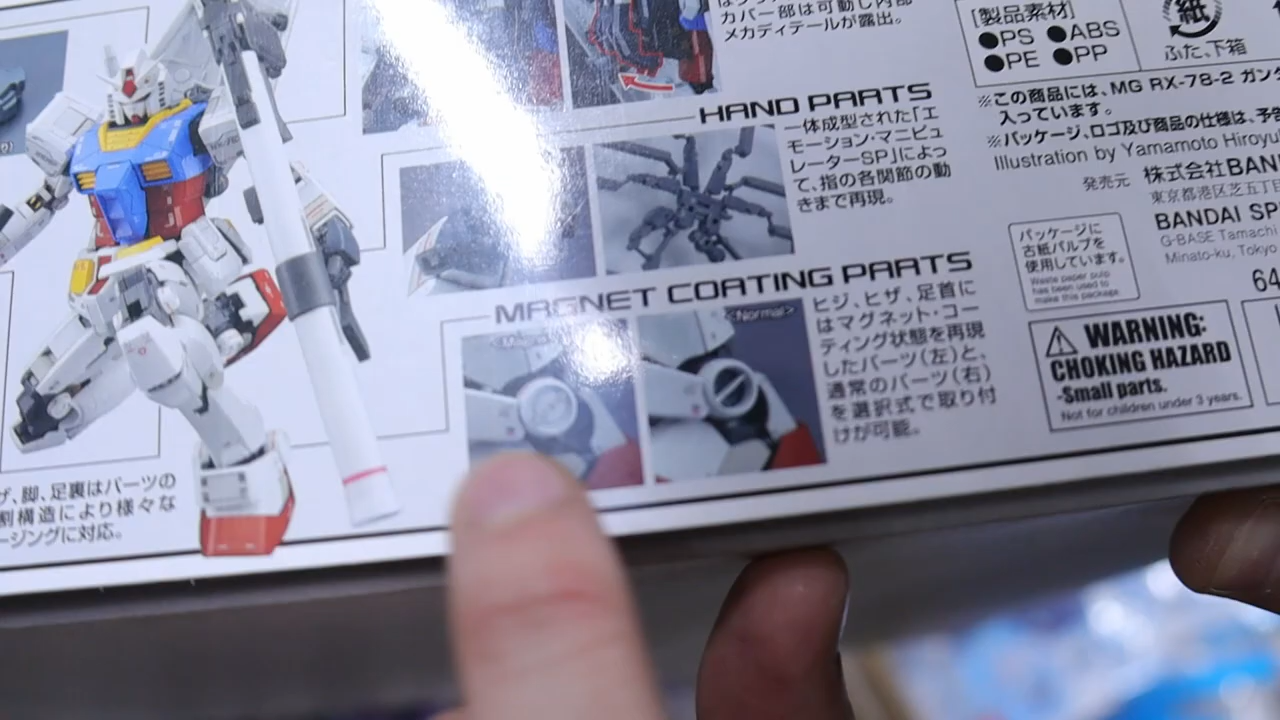 カバー部は可動し内部
メカディテールが露出。
HAND PARTS
一体成型された「エ
モーション・マニピュ
レーターSP」によっ
て、指の各関節の動
きまで再現。
MAGNET COATING PARTS
<Normal>
ヒジ、ヒザ、足首に
はマグネット・コー
ティング状態を再現
したパーツ(左)と、
通常のパーツ(右)
を選択式で取り付
けが可能。
ザ、脚、足裏はパーツの
割構造により様々な
ージングに対応。
[製品素材]
●PS ●ABS
●PE ●PP
紙
ふた、下箱
※この商品には、MG RX-78-2 ガンダ
入っています。
※パッケージ、ロゴ及び商品の仕様は、予告
Illustration by Yamamoto Hiroyu
発売元 株式会社BAN
東京都港区芝五丁
BANDAI SP
G-BASE Tamachi
Minato-ku, Tokyo
64
パッケージに
古紙パルプを
使用しています。
Waste paper pulp
has been used to
make this package.
WARNING:
CHOKING HAZARD
-Small parts.
Not for children under 3 years.